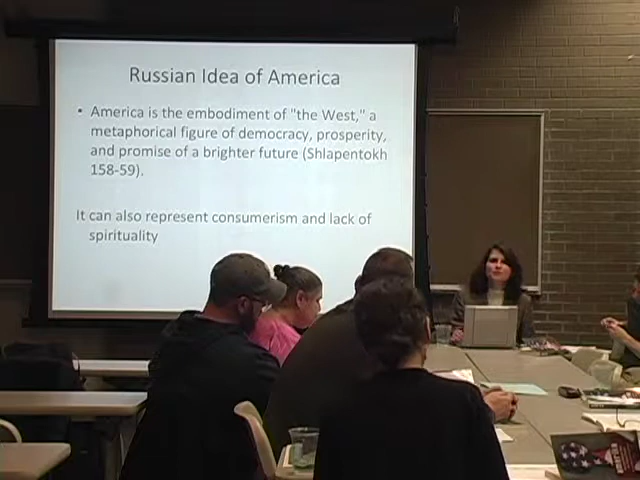 Russian Idea of America
• America is the embodiment of "the West," a
metaphorical figure of democracy, prosperity,
and promise of a brighter future (Shlapentokh
158-59).
It can also represent consumerism and lack of
spirituality